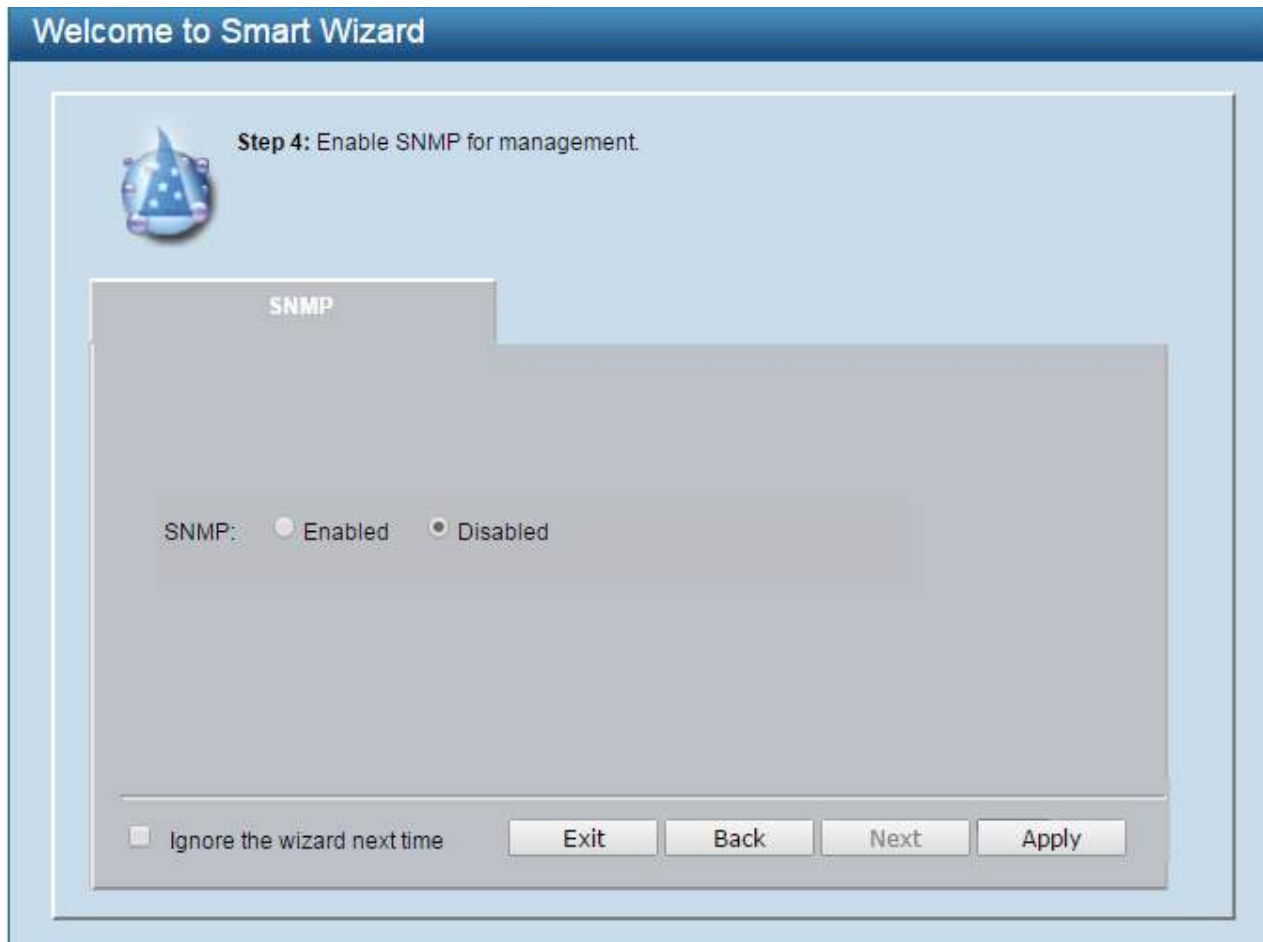 Welcome to Smart Wizard
Step 4: Enable SNMP for management.
SNMP
SNMP: Enabled Disabled
Ignore the wizard next time Exit Back Next Apply